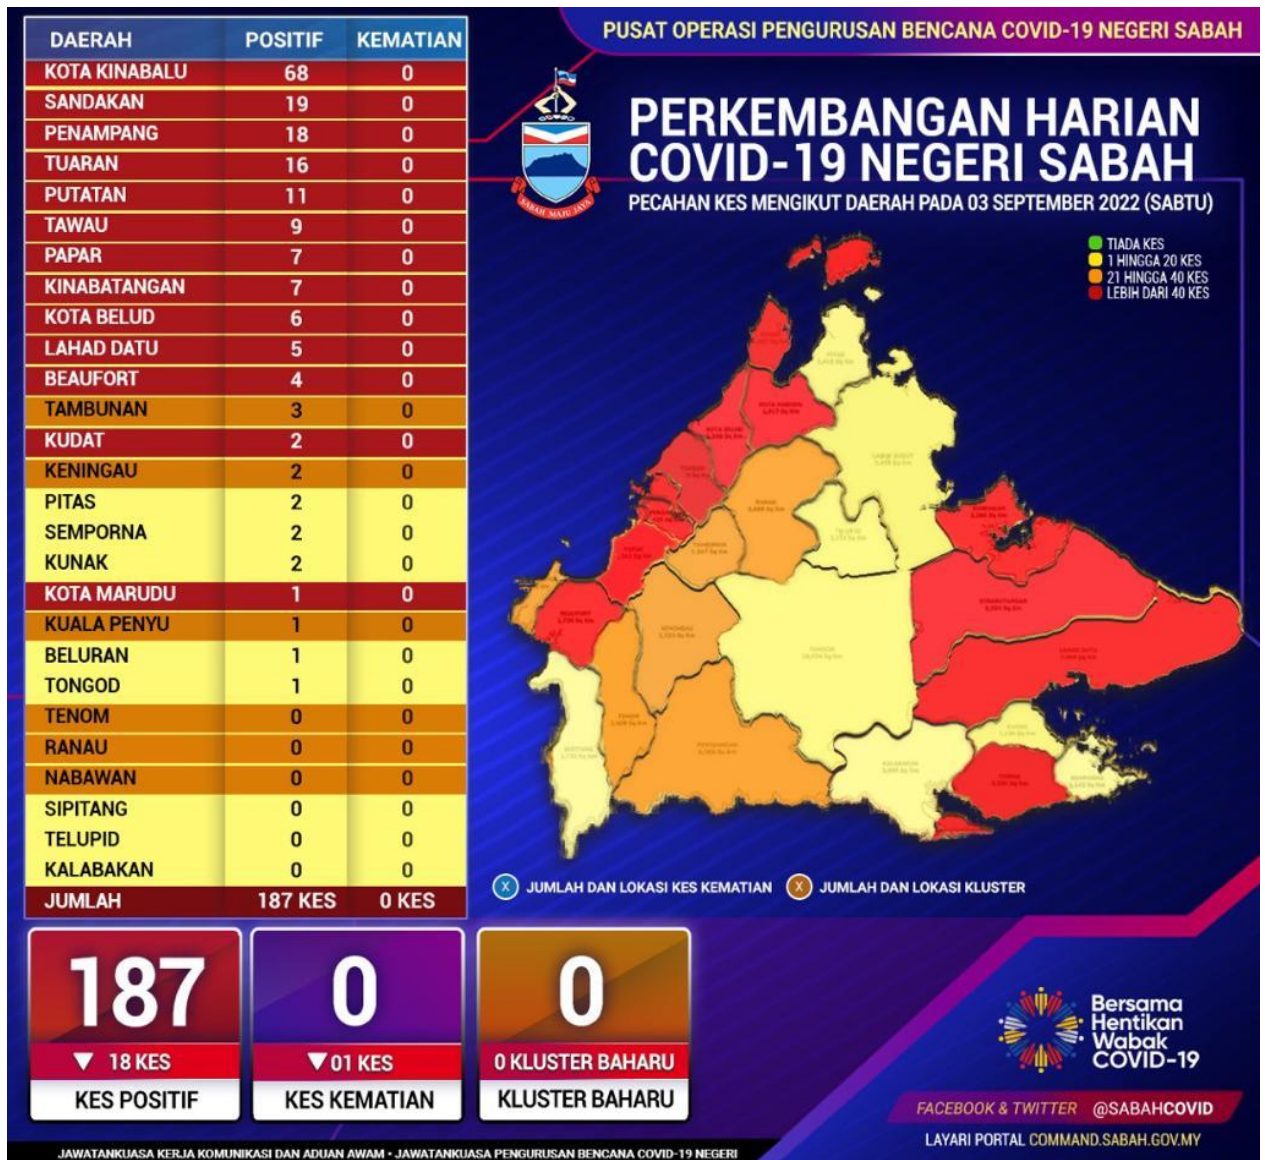 DAERAH POSITIF KEMATIAN
KOTA KINABALU 68 0
SANDAKAN 19 0
PENAMPANG 18 0
TUARAN 16 0
PUTATAN 11 0
TAWAU 9 0
PAPAR 7 0
KINABATANGAN 7 0
KOTA BELUD 6 0
LAHAD DATU 5 0
BEAUFORT 4 0
TAMBUNAN 3 0
KUDAT 2 0
KENINGAU 2 0
PITAS 2 0
SEMPORNA 2 0
KUNAK 2 0
KOTA MARUDU 1 0
KUALA PENYU 1 0
BELURAN 1 0
TONGOD 1 0
TENOM 0 0
RANAU 0 0
NABAWAN 0 0
SIPITANG 0 0
TELUPID 0 0
KALABAKAN 0 0
JUMLAH 187 KES 0 KES
PUSAT OPERASI PENGURUSAN BENCANA COVID-19 NEGERI SABAH
SABAH MAJU JAYA
PERKEMBANGAN HARIAN
COVID-19 NEGERI SABAH
PECAHAN KES MENGIKUT DAERAH PADA 03 SEPTEMBER 2022 (SABTU)
TIADA KES
1 HINGGA 20 KES
21 HINGGA 40 KES
LEBIH DARI 40 KES
X JUMLAH DAN LOKASI KES KEMATIAN X JUMLAH DAN LOKASI KLUSTER
187
▼ 18 KES
KES POSITIF
0
▼01 KES
KES KEMATIAN
0
0 KLUSTER BAHARU
KLUSTER BAHARU
Bersama
Hentikan
Wabak
COVID-19
FACEBOOK & TWITTER @SABAHCOVID
LAYARI PORTAL COMMAND.SABAH.GOV.MY
JAWATANKUASA KERJA KOMUNIKASI DAN ADUAN AWAM • JAWATANKUASA PENGURUSAN BENCANA COVID-19 NEGERI